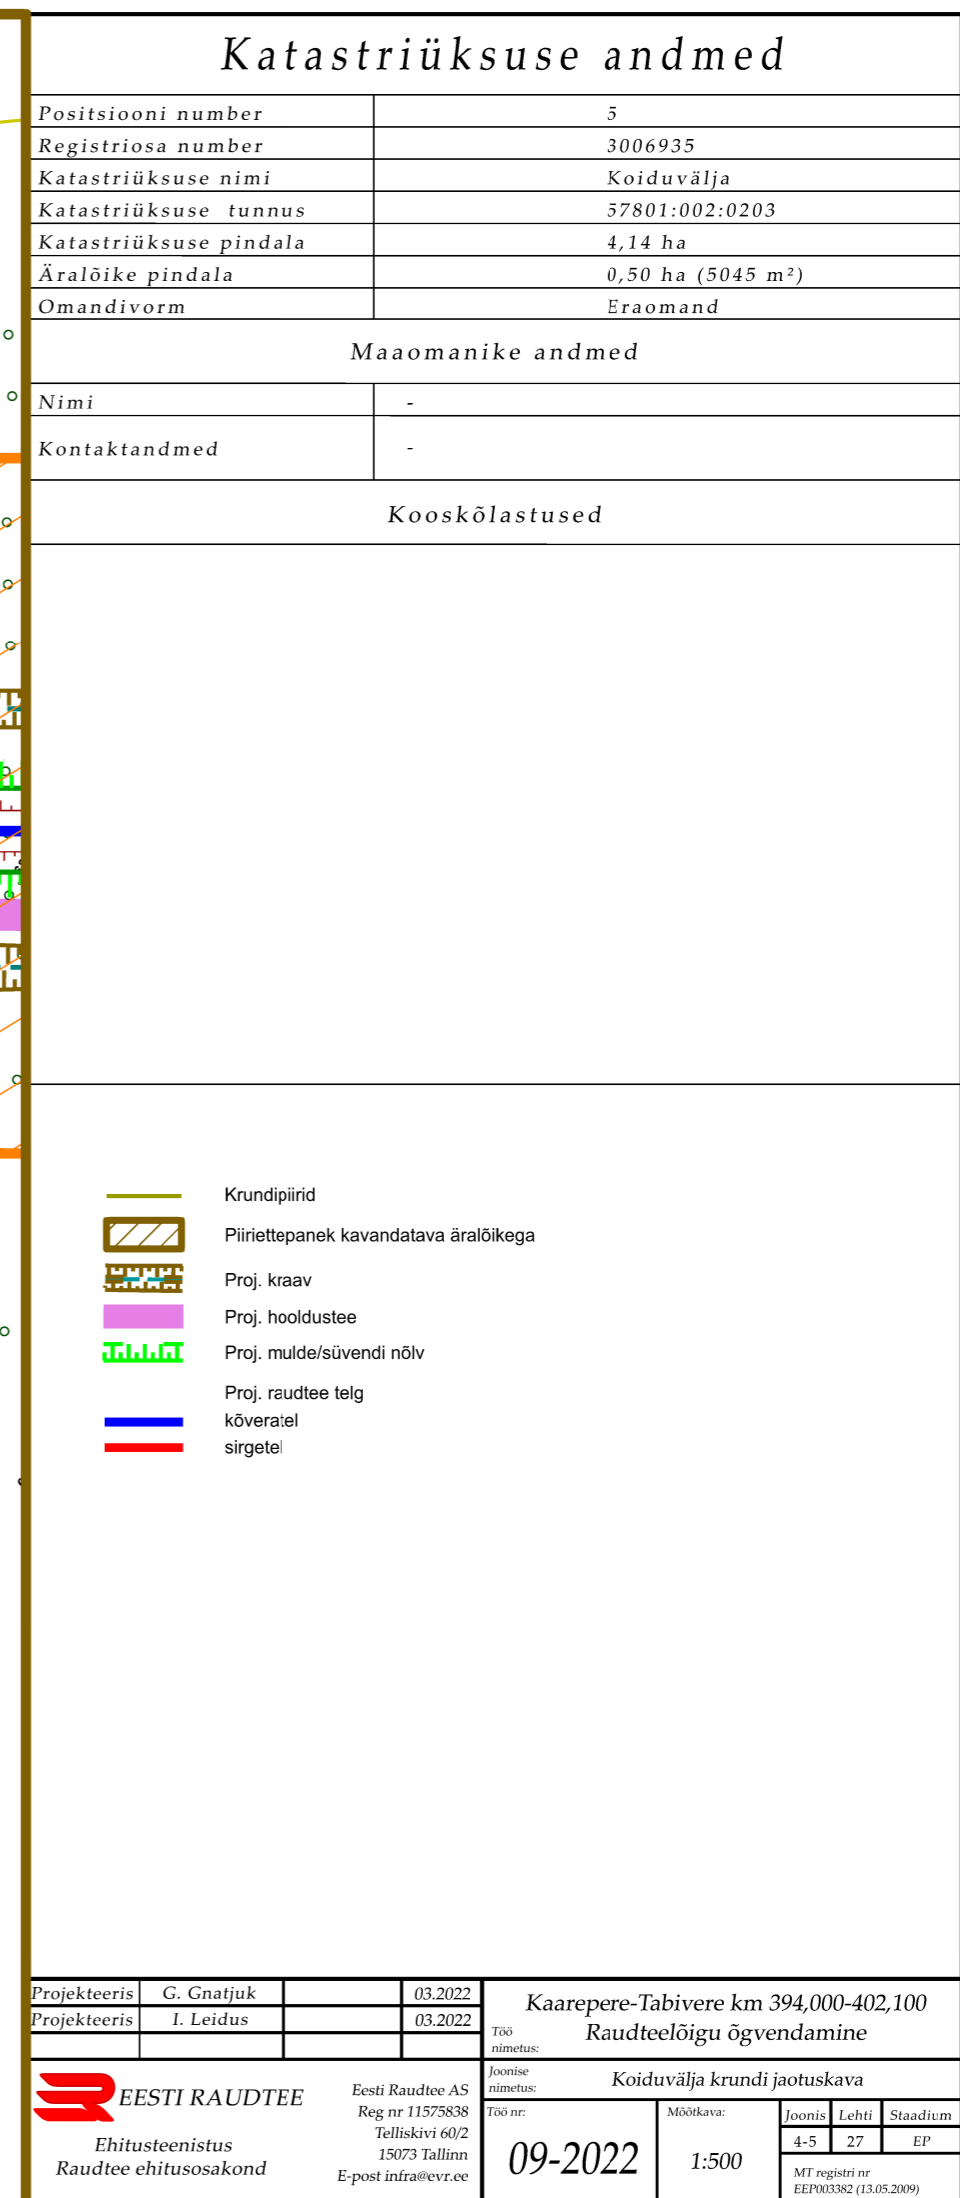 Katastriüksuse andmed
Positsiooni number 5
Registriosa number 3006935
Katastriüksuse nimi Koiduvälja
Katastriüksuse tunnus 57801:002:0203
Katastriüksuse pindala 4,14 ha
Äralõike pindala 0,50 ha (5045 m²)
Omandivorm Eraomand
Maaomanike andmed
Nimi -
Kontaktandmed -
Kooskõlastused
Krundipiirid
Piiriettepanek kavandatava äralõikega
Proj. kraav
Proj. hooldustee
Proj. mulde/süvendi nõlv
Proj. raudtee telg
kõveratel
sirgetel
Projekteeris G. Gnatjuk 03.2022
Projekteeris I. Leidus 03.2022
Töö
nimetus:
Kaarepere-Tabivere km 394,000-402,100
Raudteelõigu õgvendamine
EESTI RAUDTEE
Ehitusteenistus
Raudtee ehitusosakond
Eesti Raudtee AS
Reg nr 11575838
Telliskivi 60/2
15073 Tallinn
E-post infra@evr.ee
Joonise
nimetus:
Koiduvälja krundi jaotuskava
Töö nr:
09-2022
Mõõtkava:
1:500
Joonis Lehti Staadium
4-5 27 EP
MT registri nr
EEP003382 (13.05.2009)